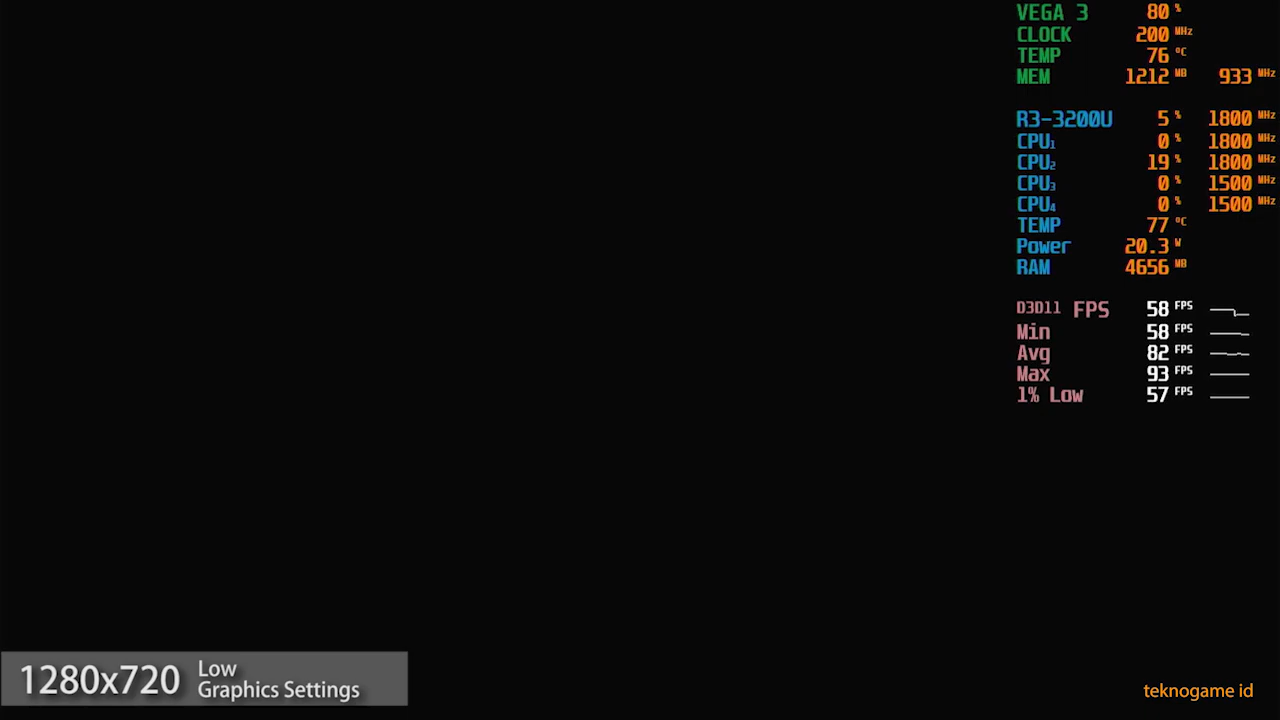 VEGA 3 80 %
CLOCK 200 MHz
TEMP 76 °C
MEM 1212 MB 933 MHz
R3-3200U 5 % 1800 MHz
CPU1 0 % 1800 MHz
CPU2 19 % 1800 MHz
CPU3 0 % 1500 MHz
CPU4 0 % 1500 MHz
TEMP 77 °C
Power 20.3 W
RAM 4656 MB
D3D11 FPS 58 FPS
Min 58 FPS
Avg 82 FPS
Max 93 FPS
1% Low 57 FPS
1280x720 Low
Graphics Settings
teknogame id